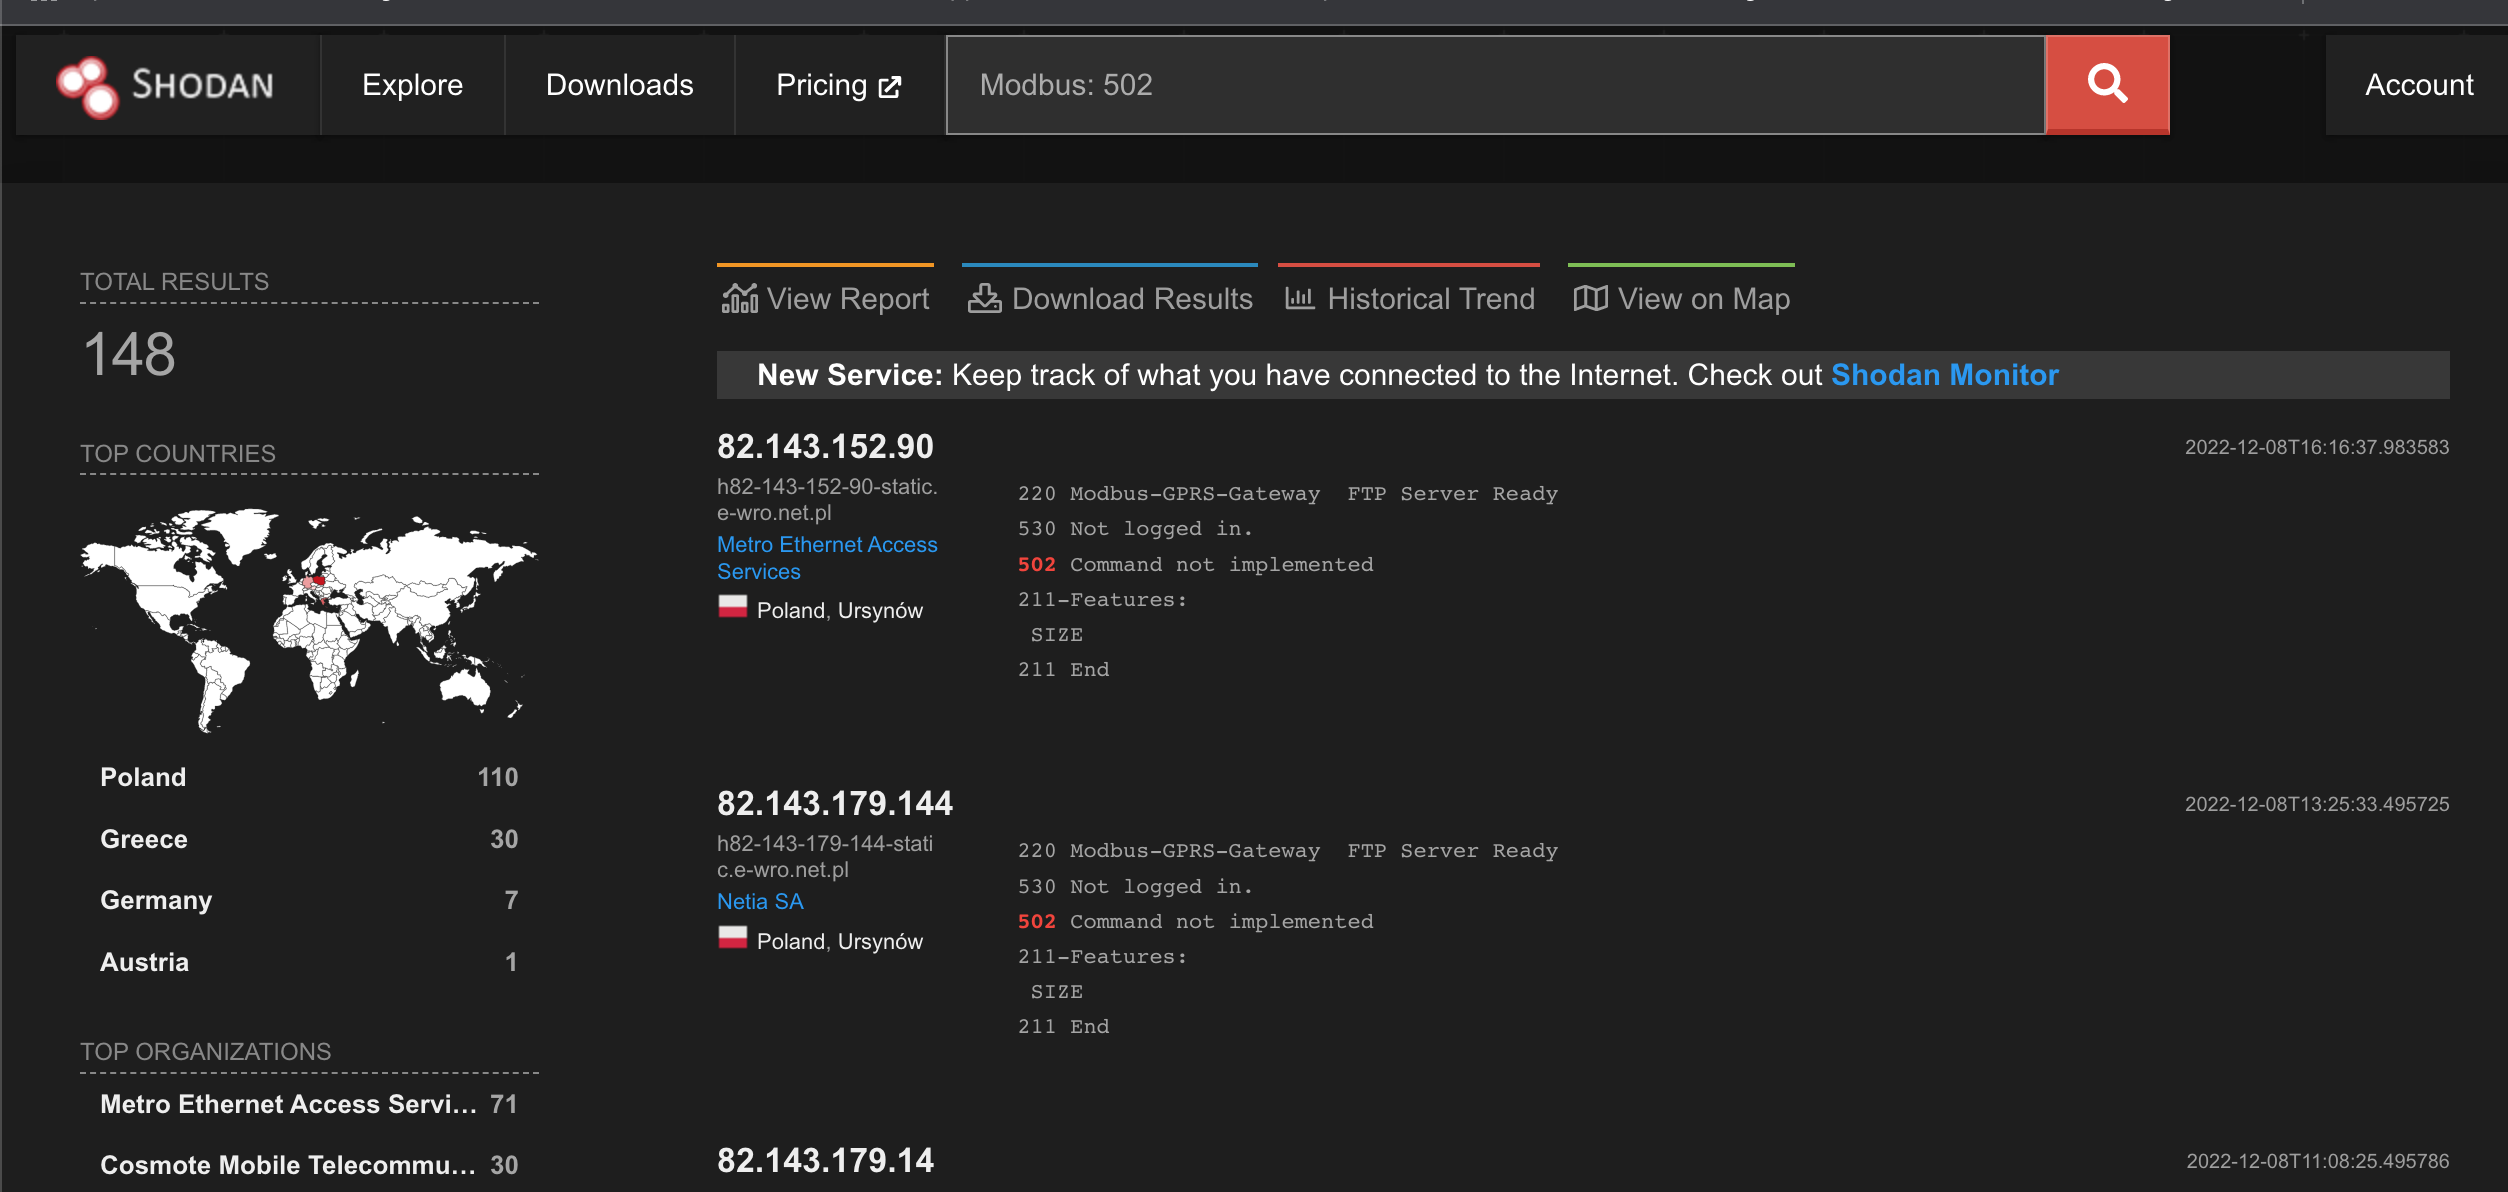 SHODAN
Explore
Downloads
Pricing
Modbus: 502
Account
TOTAL RESULTS
148
TOP COUNTRIES
Poland 110
Greece 30
Germany 7
Austria 1
TOP ORGANIZATIONS
Metro Ethernet Access Servi... 71
Cosmote Mobile Telecommu... 30
View Report
Download Results
Historical Trend
View on Map
New Service: Keep track of what you have connected to the Internet. Check out Shodan Monitor
82.143.152.90
2022-12-08T16:16:37.983583
h82-143-152-90-static.
e-wro.net.pl
Metro Ethernet Access
Services
Poland, Ursynów
220 Modbus-GPRS-Gateway  FTP Server Ready
530 Not logged in.
502 Command not implemented
211-Features:
SIZE
211 End
82.143.179.144
2022-12-08T13:25:33.495725
h82-143-179-144-stati
c.e-wro.net.pl
Netia SA
Poland, Ursynów
220 Modbus-GPRS-Gateway  FTP Server Ready
530 Not logged in.
502 Command not implemented
211-Features:
SIZE
211 End
82.143.179.14
2022-12-08T11:08:25.495786